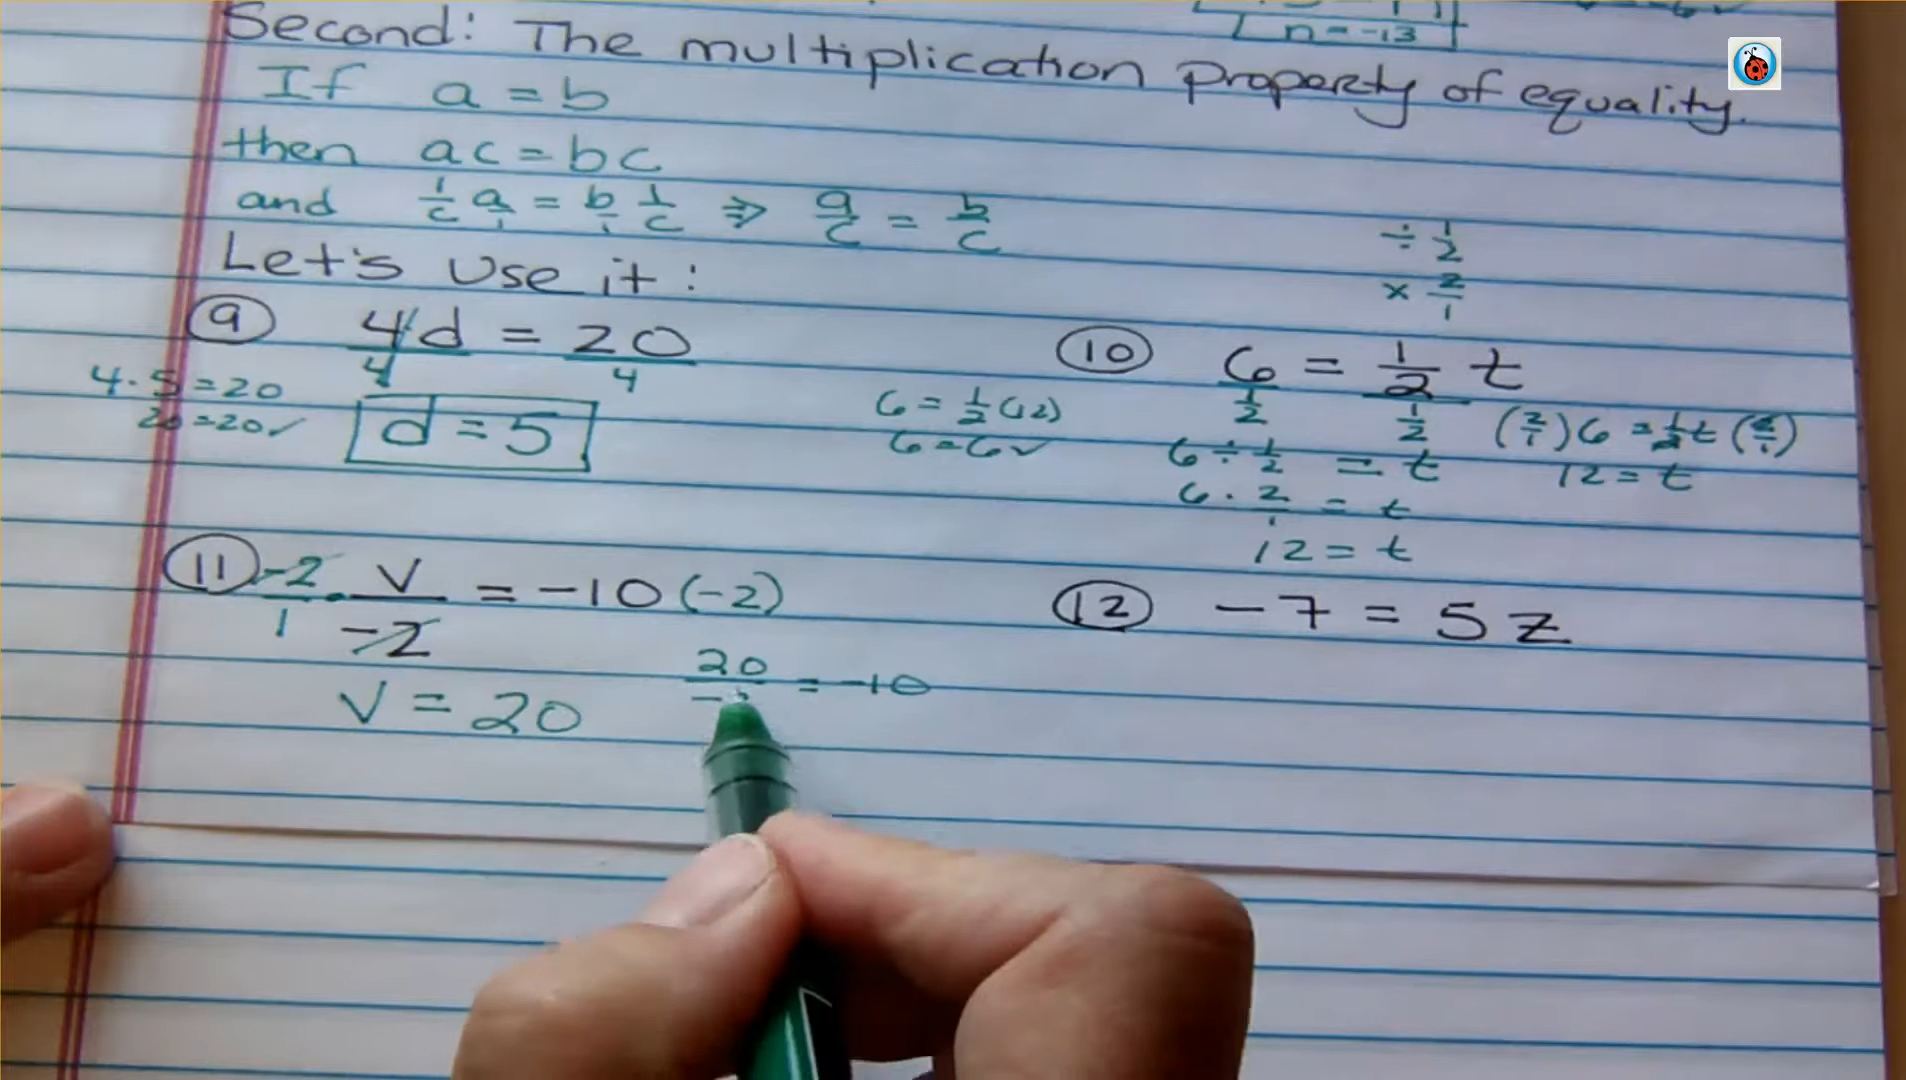 n = -13
Second: The multiplication property of equality.
If a = b
then ac = bc
and 1/c a/1 = b/1 1/c ⇒ a/c = b/c
÷ 1/2
× 2/1
Let's use it:
9 4d = 20
4 4
4 · 5 = 20
20 = 20 ✓
d = 5
10 6 = 1/2 t
1/2 1/2
6 = 1/2 (12)
6 = 6 ✓
6 ÷ 1/2 = t
6 · 2/1 = t
12 = t
(2/1) 6 = 1/2 t (2/1)
12 = t
11 -2/1 · v/-2 = -10 (-2)
v = 20
20/- = -10
12 -7 = 5z